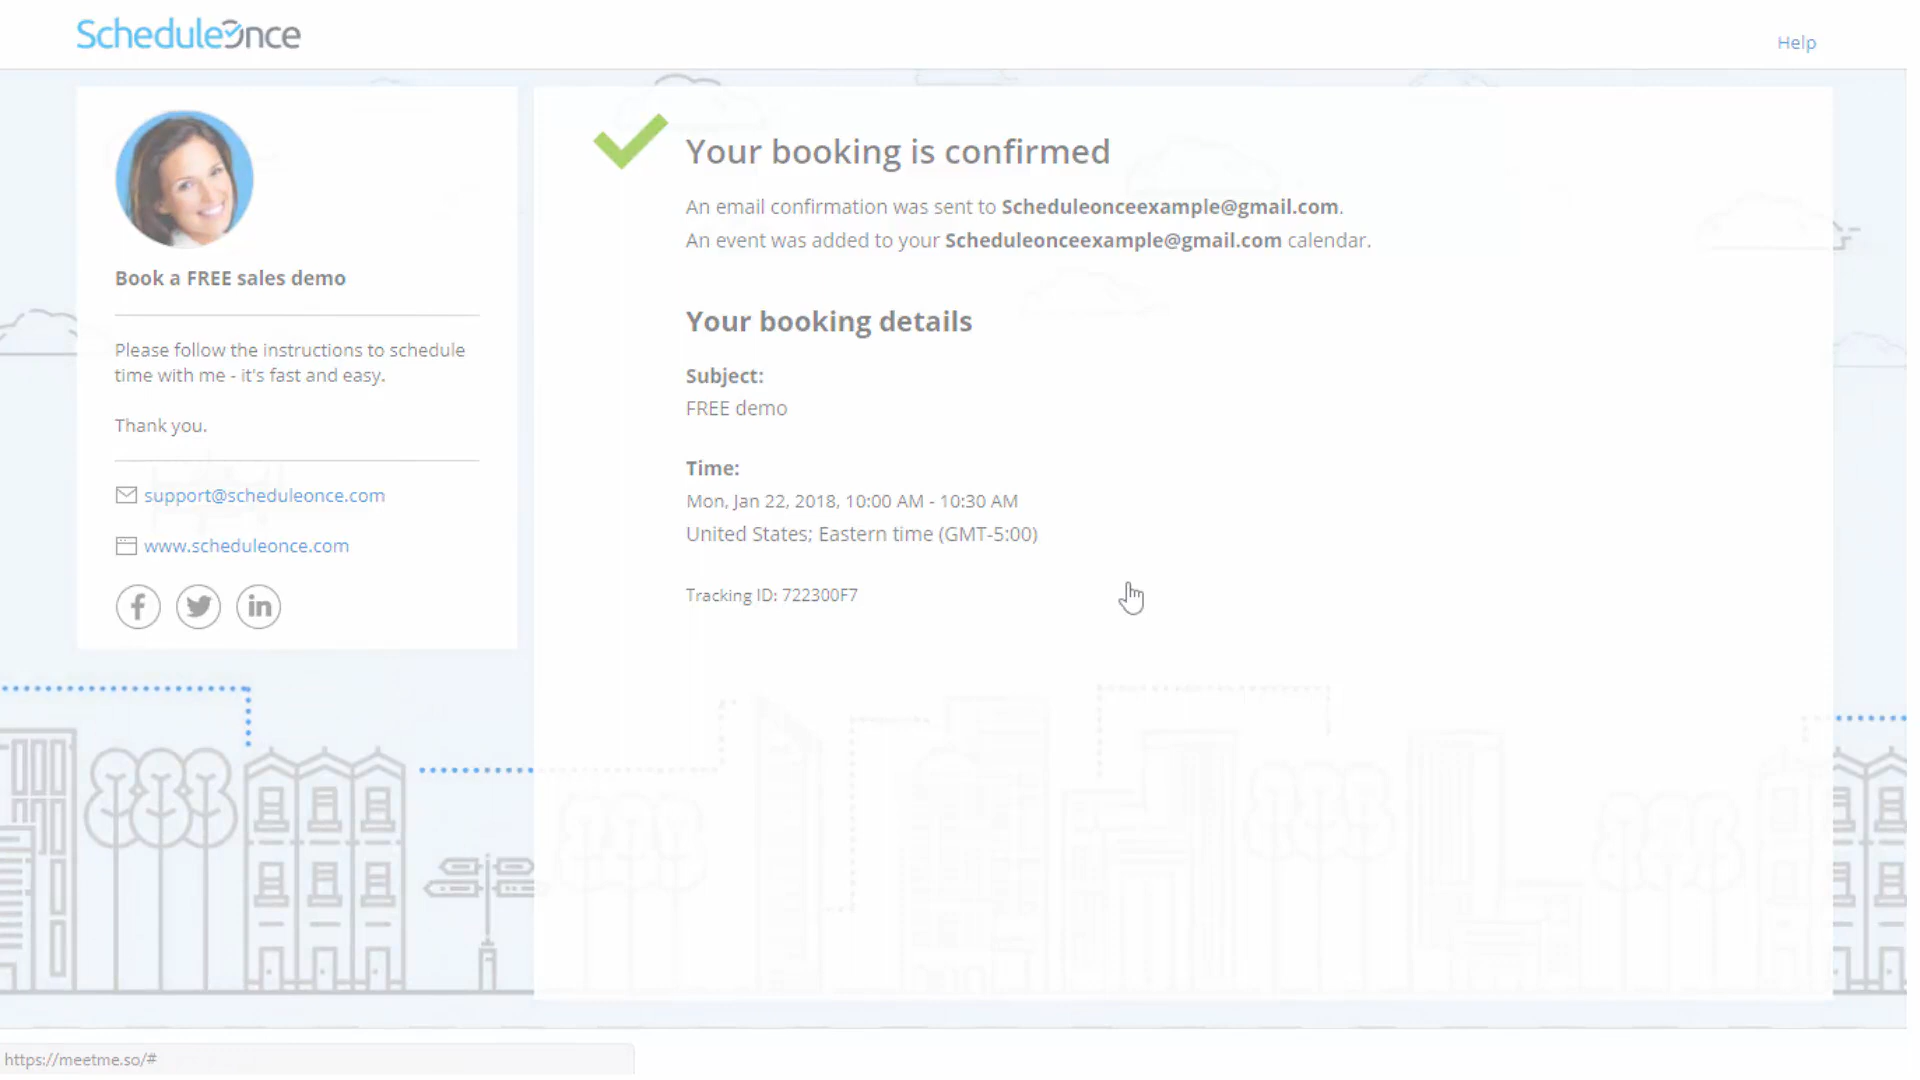 ScheduleOnce
Help
Book a FREE sales demo
Please follow the instructions to schedule
time with me - it's fast and easy.
Thank you.
support@scheduleonce.com
www.scheduleonce.com
f
in
Your booking is confirmed
An email confirmation was sent to Scheduleonceexample@gmail.com.
An event was added to your Scheduleonceexample@gmail.com calendar.
Your booking details
Subject:
FREE demo
Time:
Mon, Jan 22, 2018, 10:00 AM - 10:30 AM
United States; Eastern time (GMT-5:00)
Tracking ID: 722300F7
https://meetme.so/#